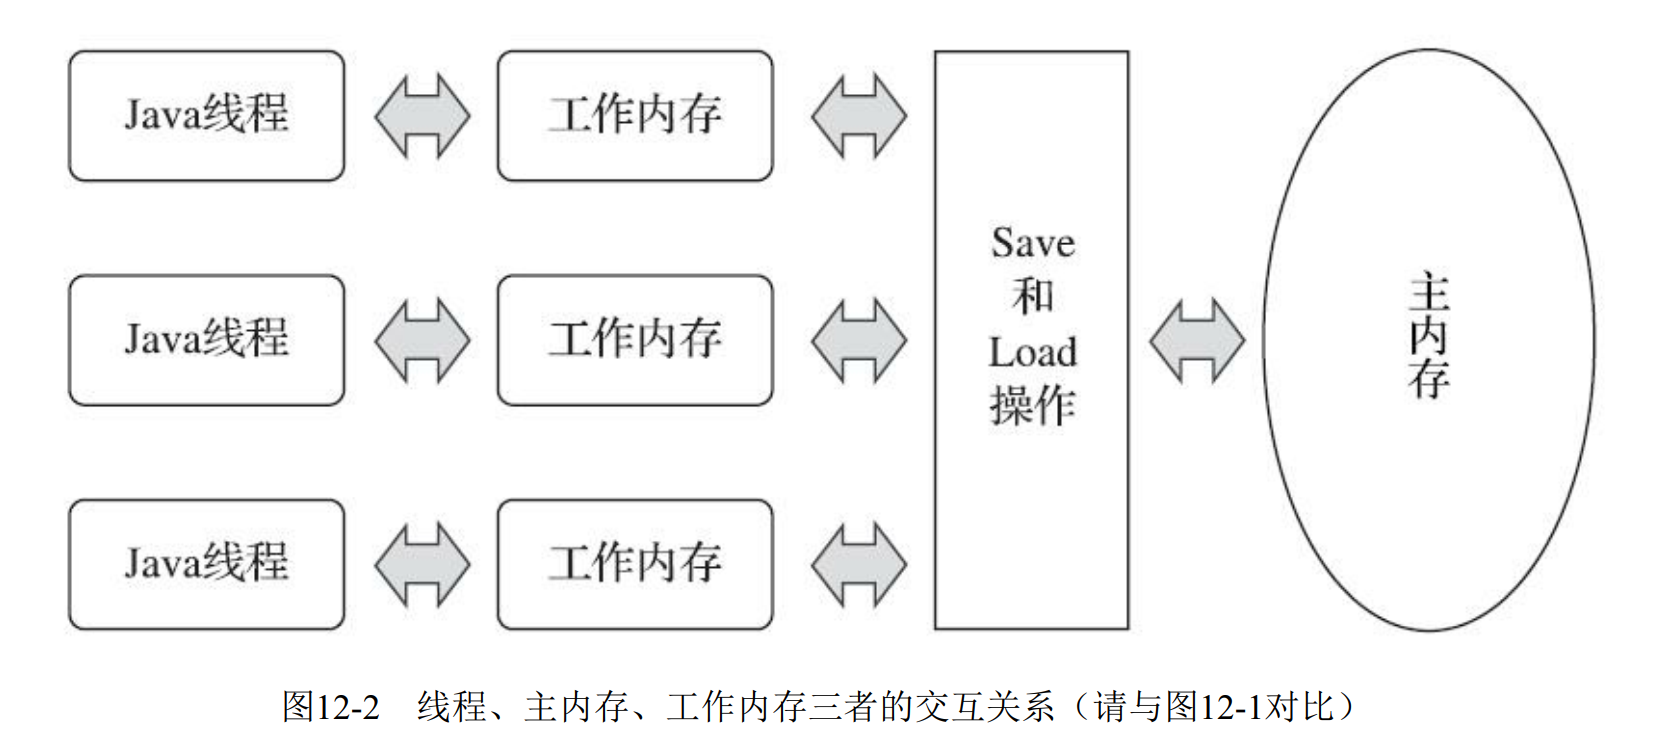 Java线程
工作内存
Java线程
工作内存
Java线程
工作内存
Save
和
Load
操作
主内存
图12-2 线程、主内存、工作内存三者的交互关系（请与图12-1对比）